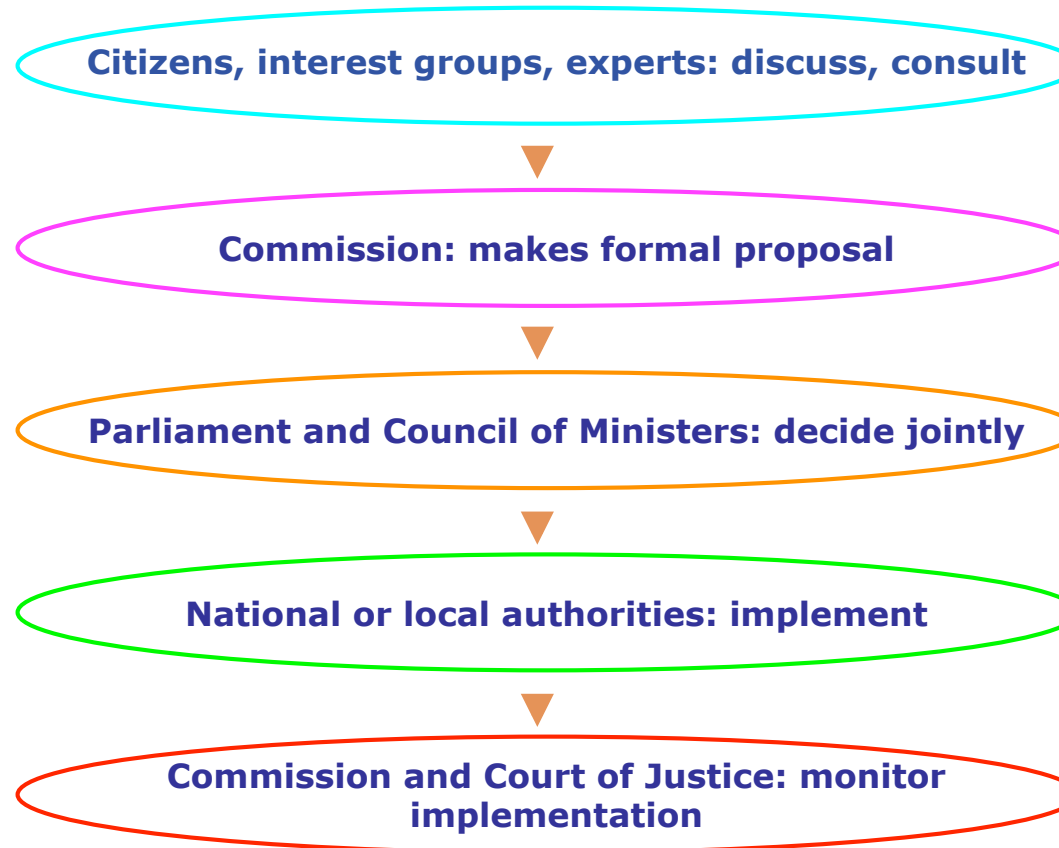 Citizens, interest groups, experts: discuss, consult
Commission: makes formal proposal
Parliament and Council of Ministers: decide jointly
National or local authorities: implement
Commission and Court of Justice: monitor
implementation